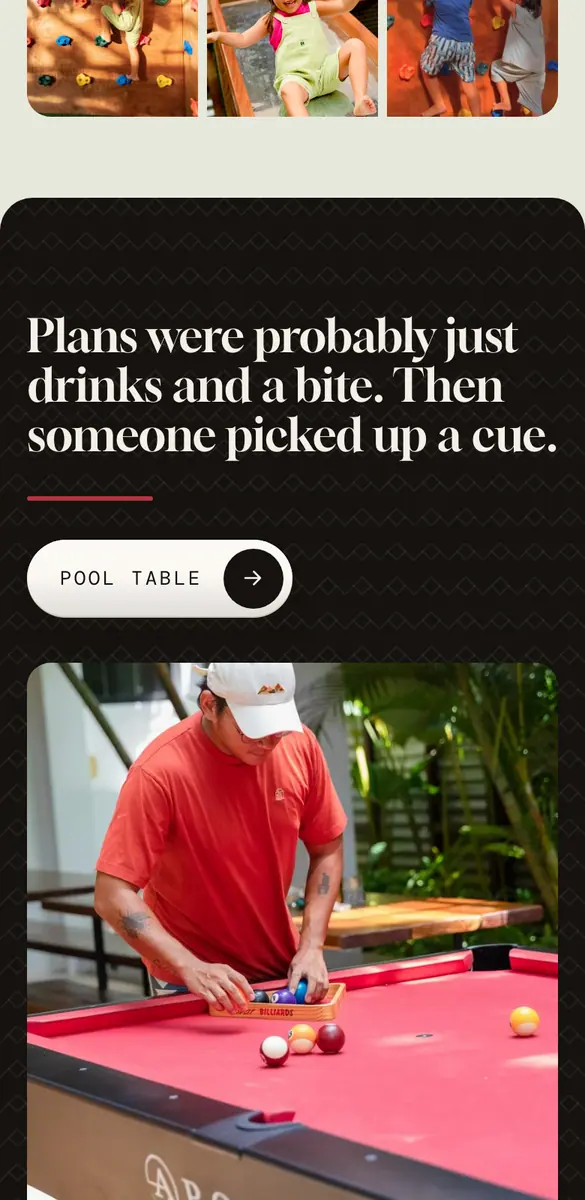 Plans were probably just
drinks and a bite. Then
someone picked up a cue.
POOL TABLE
BILLIARDS